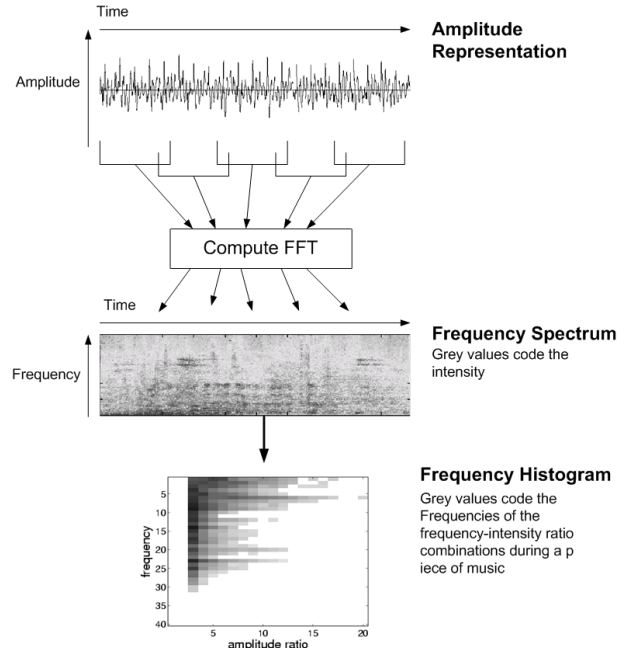 Time
Amplitude
Representation
Amplitude
Compute FFT
Time
Frequency Spectrum
Grey values code the
intensity
Frequency
Frequency Histogram
Grey values code the
Frequencies of the
frequency-intensity ratio
combinations during a p
iece of music
frequency
5
10
15
20
25
30
35
40
5
10
15
20
amplitude ratio